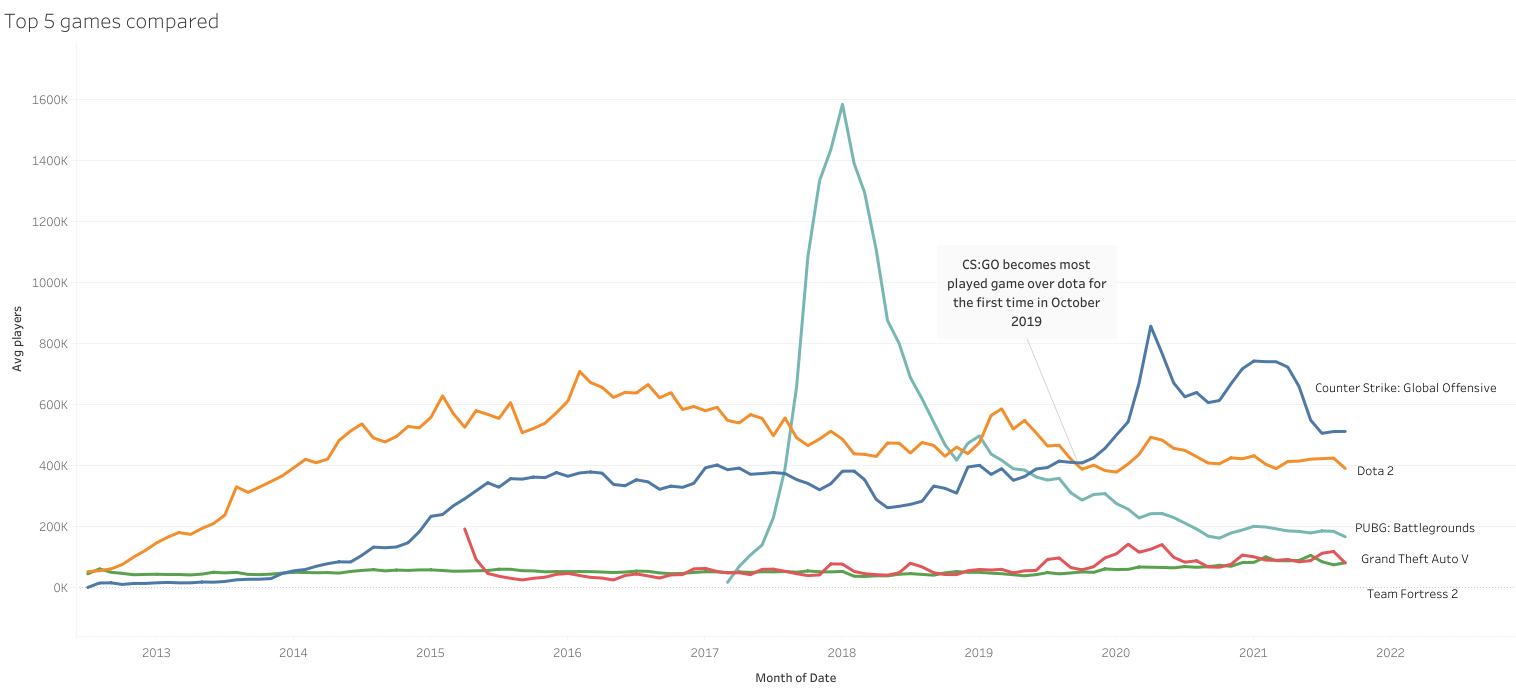 Top 5 games compared
1600K
1400K
1200K
1000K
800K
600K
400K
200K
0K
Avg players
CS:GO becomes most
played game over dota for
the first time in October
2019
Counter Strike: Global Offensive
Dota 2
PUBG: Battlegrounds
Grand Theft Auto V
Team Fortress 2
2013
2014
2015
2016
2017
2018
2019
2020
2021
2022
Month of Date